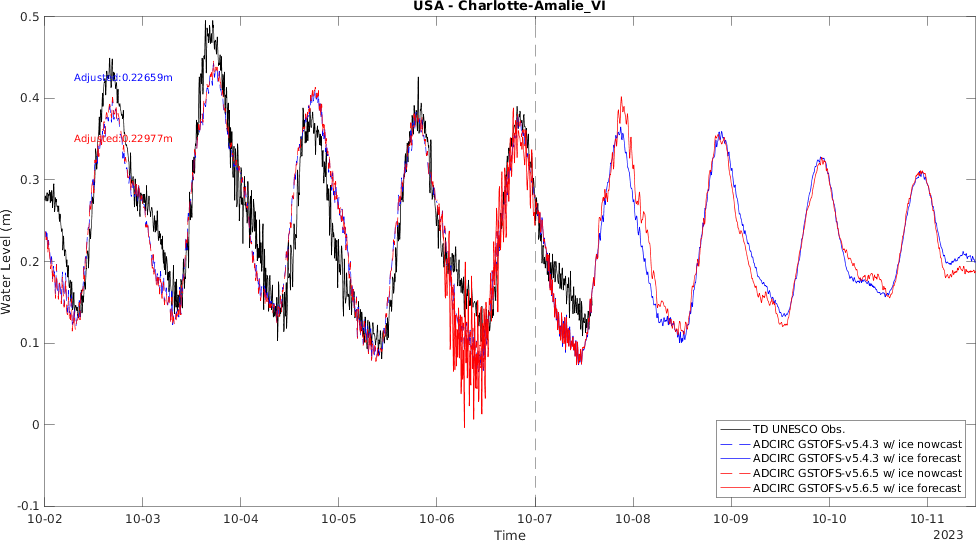 USA - Charlotte-Amalie_VI
0.5
0.4
0.3
0.2
0.1
0
-0.1
Water Level (m)
Adjusted:0.22659m
Adjusted:0.22977m
TD UNESCO Obs.
ADCIRC GSTOFS-v5.4.3 w/ ice nowcast
ADCIRC GSTOFS-v5.4.3 w/ ice forecast
ADCIRC GSTOFS-v5.6.5 w/ ice nowcast
ADCIRC GSTOFS-v5.6.5 w/ ice forecast
10-02 10-03 10-04 10-05 10-06 10-07 10-08 10-09 10-10 10-11
Time
2023